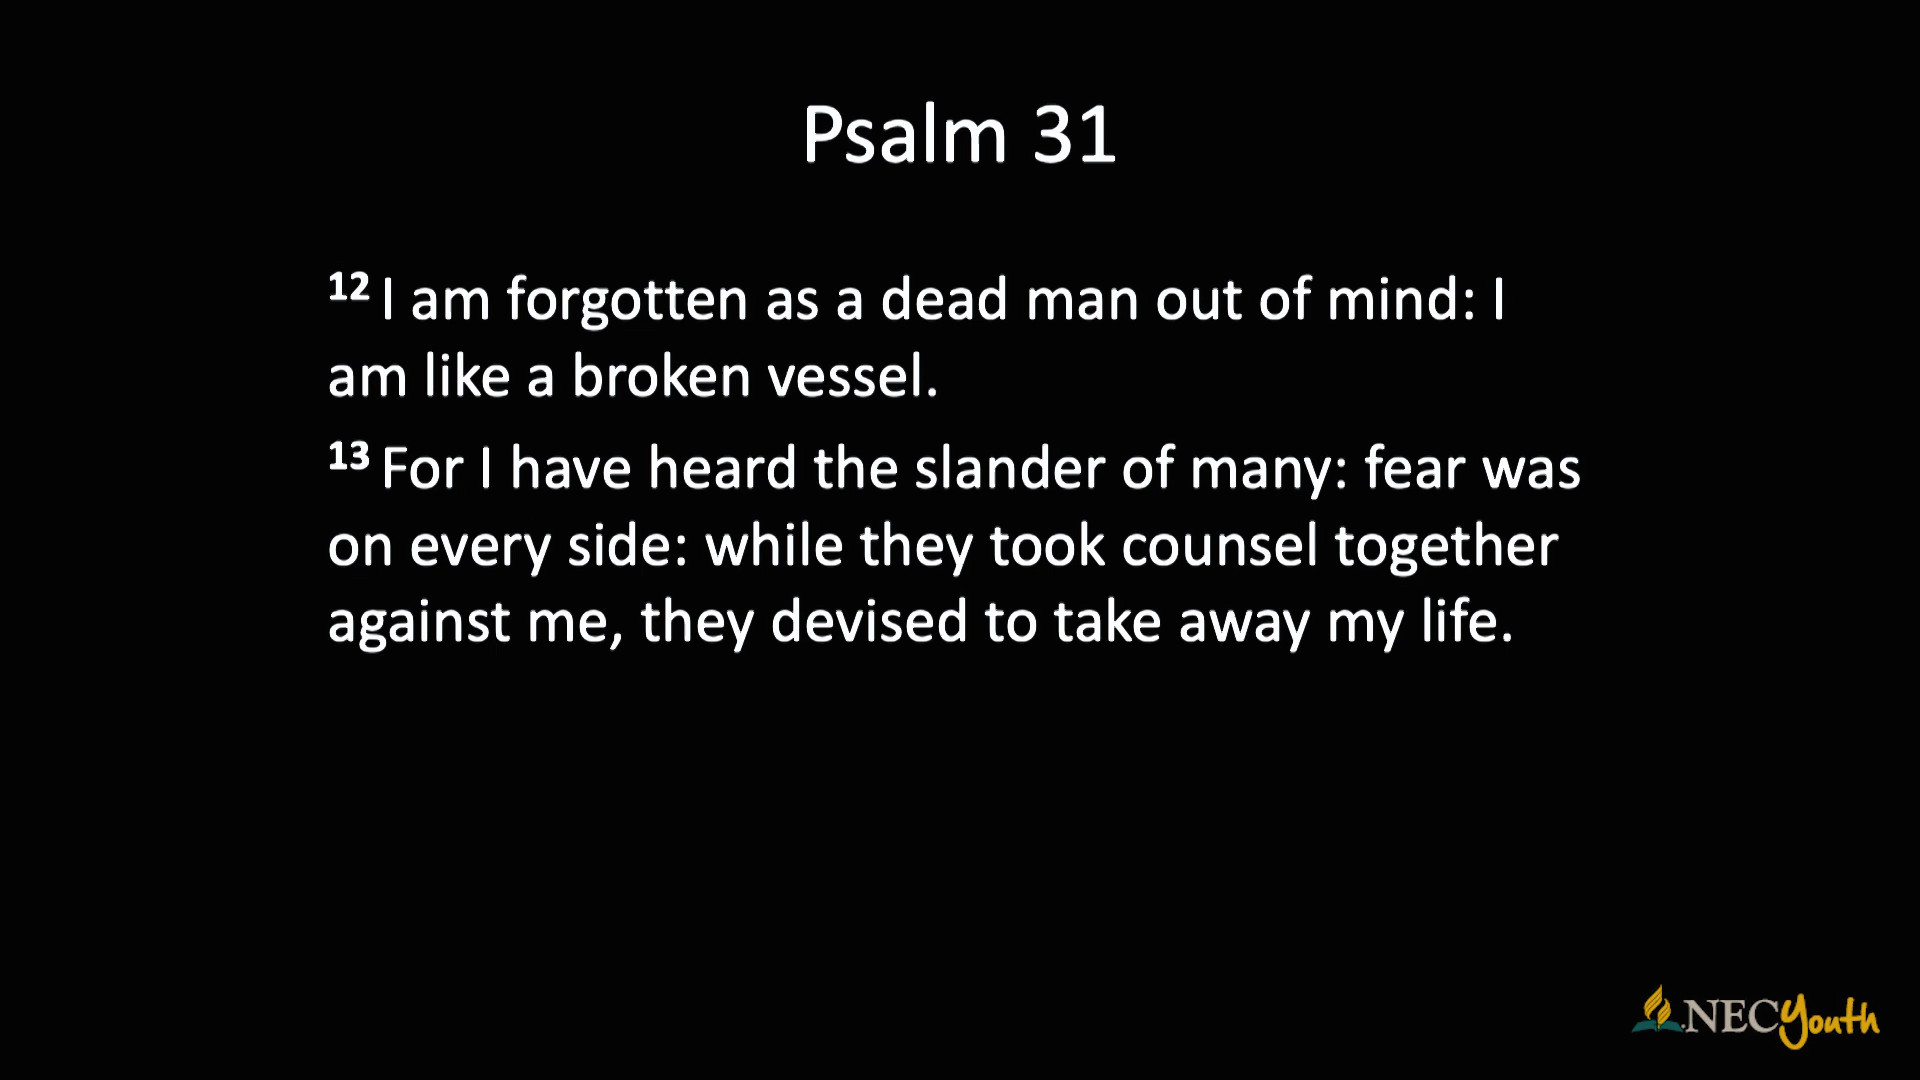 Psalm 31
12 I am forgotten as a dead man out of mind: I
am like a broken vessel.
13 For I have heard the slander of many: fear was
on every side: while they took counsel together
against me, they devised to take away my life.
NECYouth